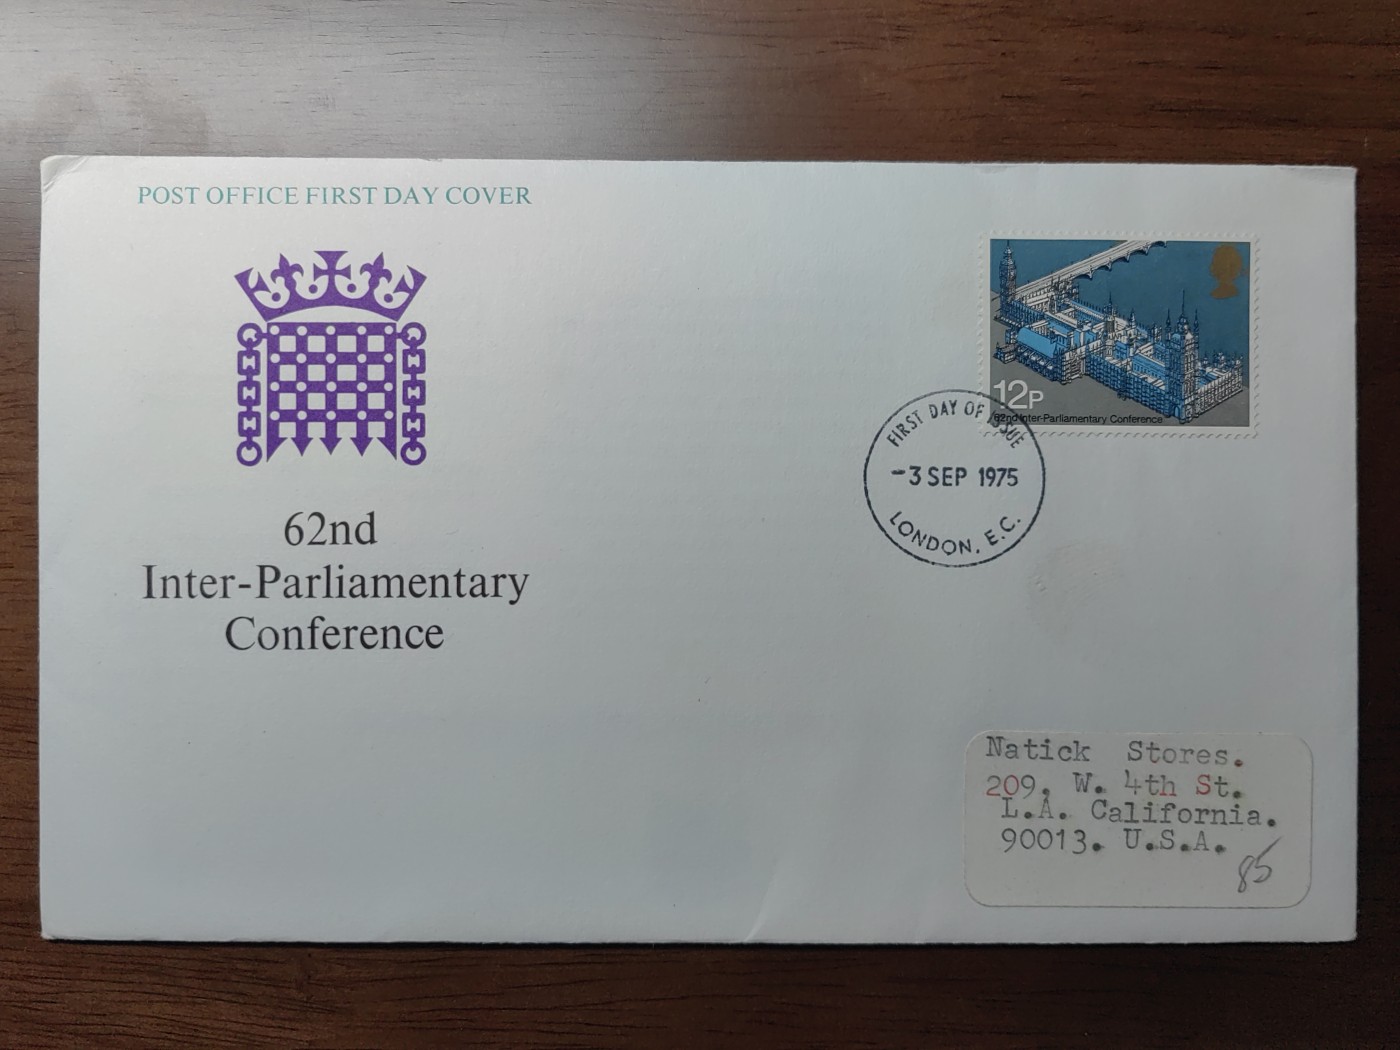 POST OFFICE FIRST DAY COVER
62nd
Inter-Parliamentary
Conference
12P
62nd Inter-Parliamentary Conference
FIRST DAY OF ISSUE
-3 SEP 1975
LONDON. E.C.
Natick Stores.
209, W. 4th St.
L.A. California.
90013. U.S.A.
85